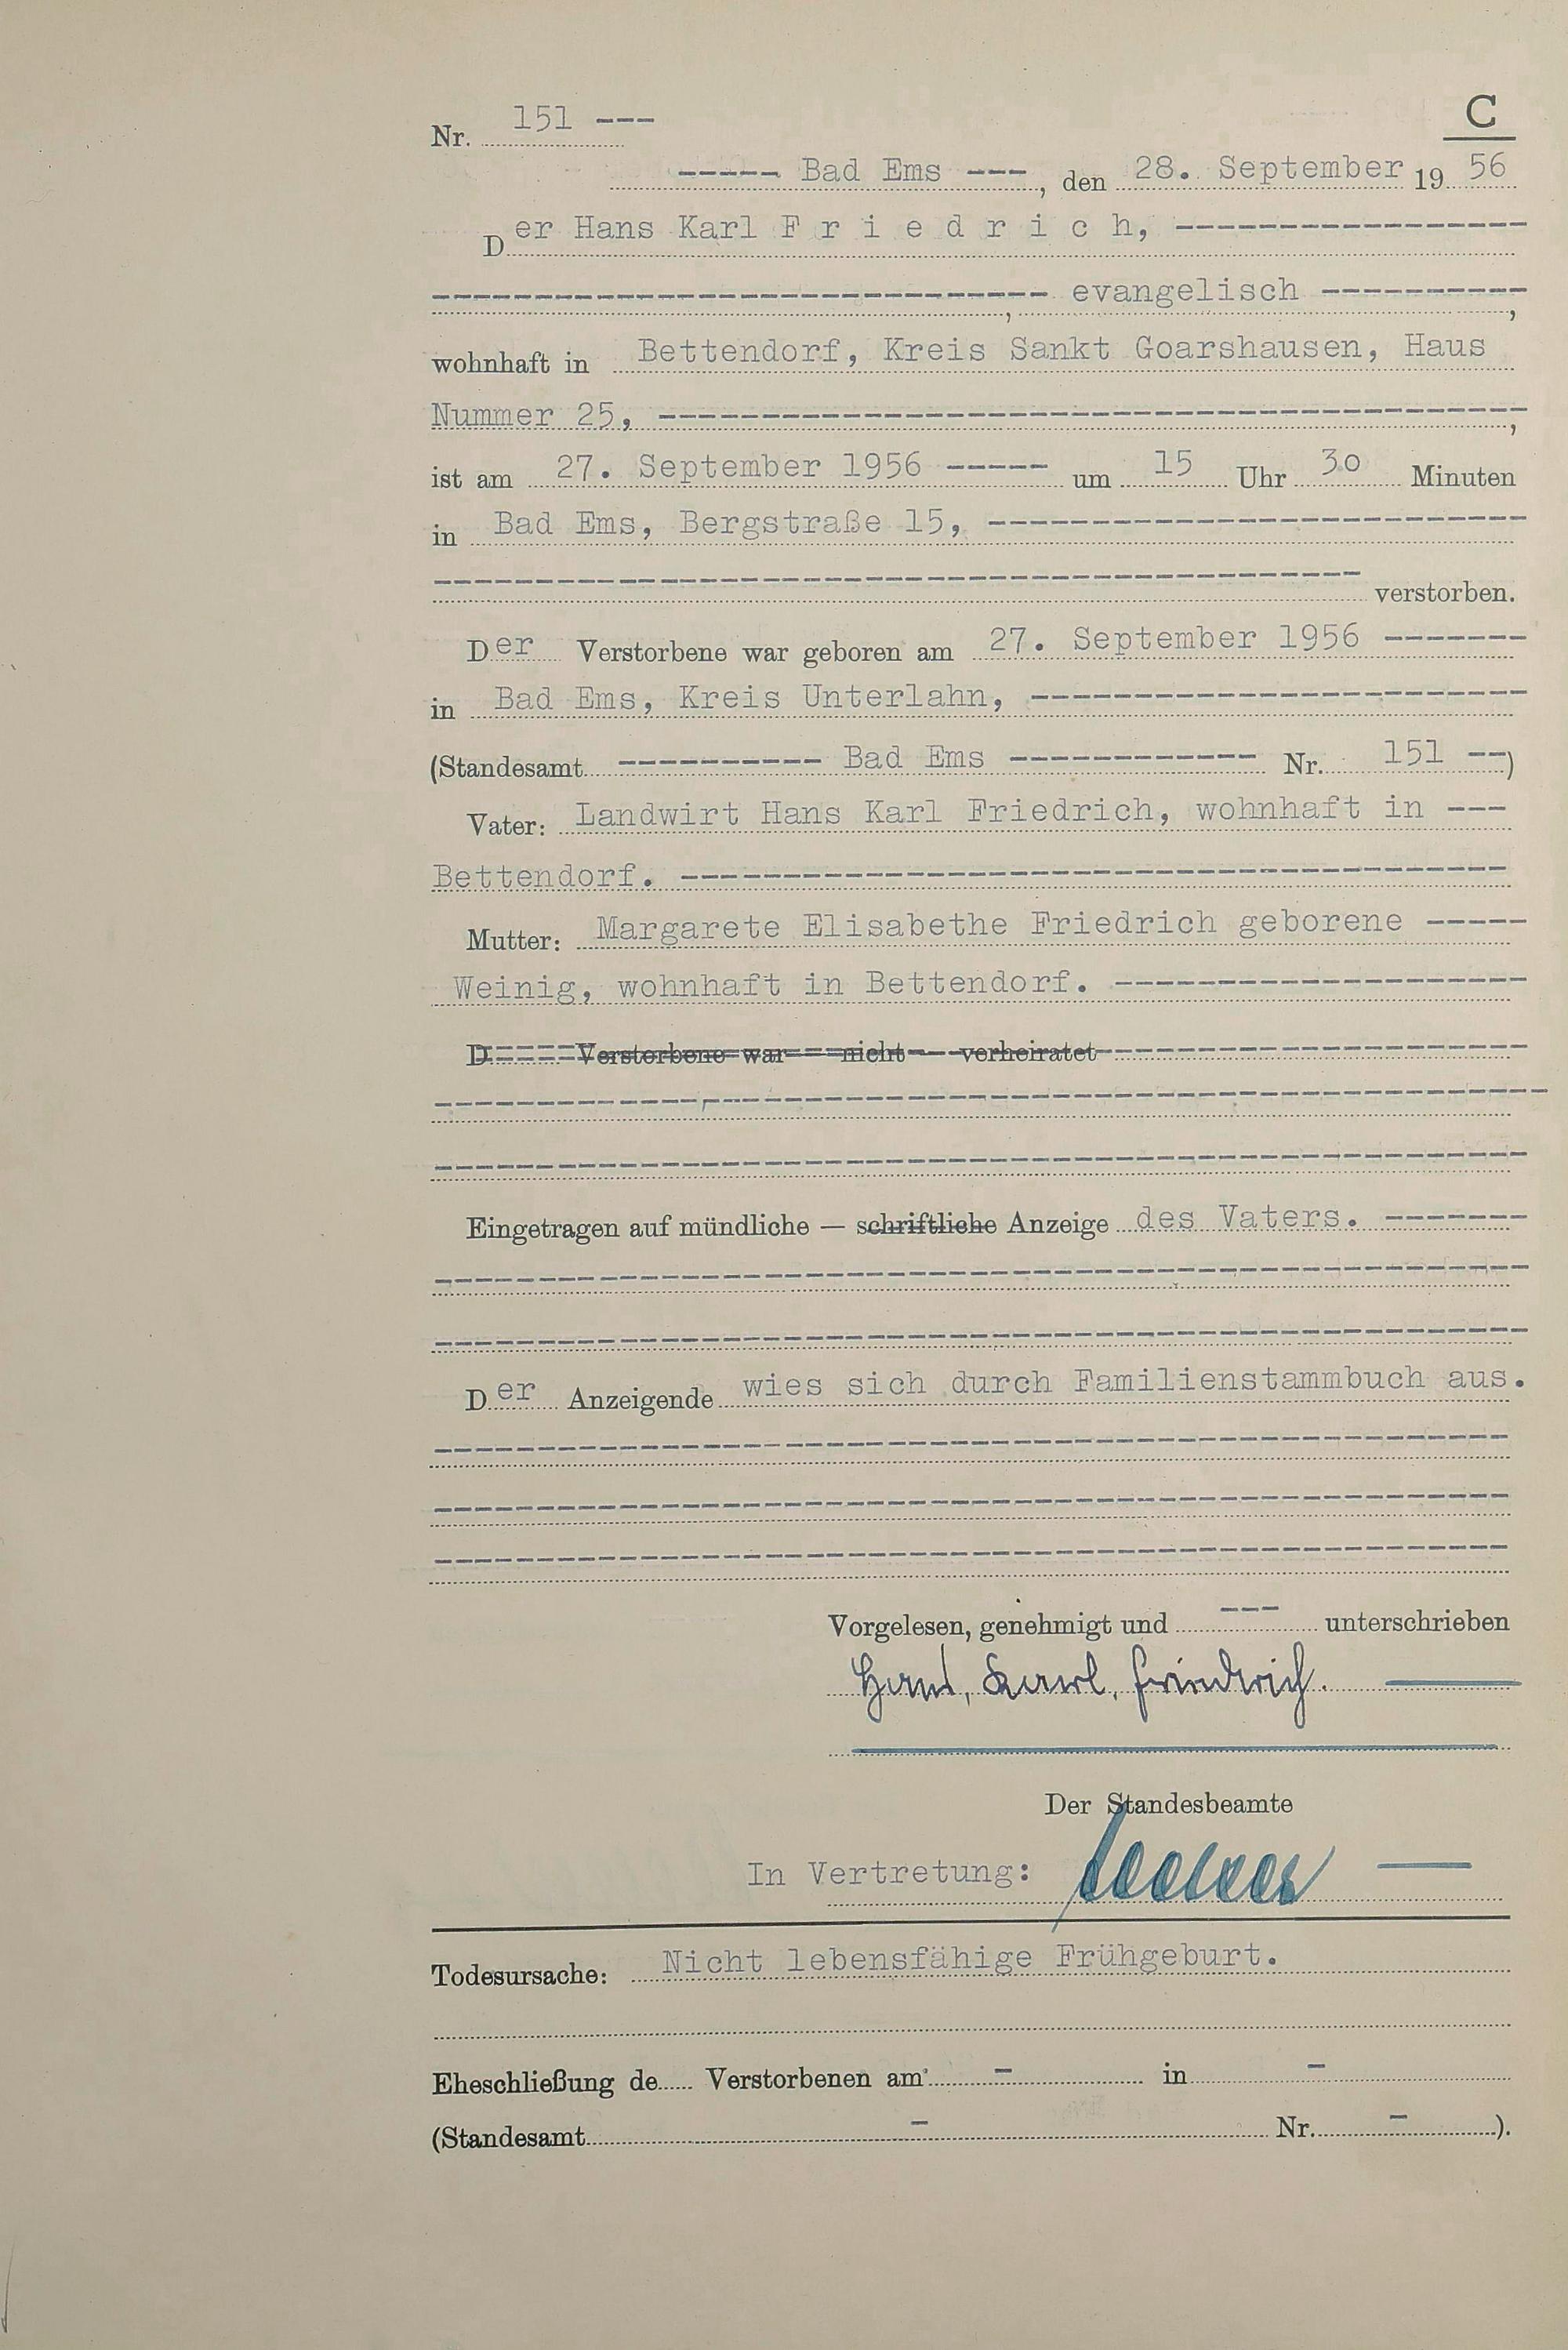 C
Nr. 151 ---
----- Bad Ems ---, den 28. September 1956
Der Hans Karl F r i e d r i c h, -----------------
------------------------------ evangelisch ----------,
wohnhaft in Bettendorf, Kreis Sankt Goarshausen, Haus
Nummer 25, ------------------------------------------,
ist am 27. September 1956 ----- um 15 Uhr 30 Minuten
in Bad Ems, Bergstraße 15, --------------------------
--------------------------------------------- verstorben.
Der Verstorbene war geboren am 27. September 1956 -------
in Bad Ems, Kreis Unterlahn, ------------------------
(Standesamt ---------- Bad Ems ------------ Nr. 151 --)
Vater: Landwirt Hans Karl Friedrich, wohnhaft in ---
Bettendorf. ----------------------------------------
Mutter: Margarete Elisabethe Friedrich geborene -----
Weinig, wohnhaft in Bettendorf. --------------------
D Verstorbene war nicht verheiratet --------------------
Eingetragen auf mündliche — schriftliche Anzeige des Vaters. -------
Der Anzeigende wies sich durch Familienstammbuch aus.
Vorgelesen, genehmigt und --- unterschrieben
Hans, Karl, Friedrich.
Der Standesbeamte
In Vertretung:
Todesursache: Nicht lebensfähige Frühgeburt.
Eheschließung de Verstorbenen am - in -
(Standesamt - Nr. - ).